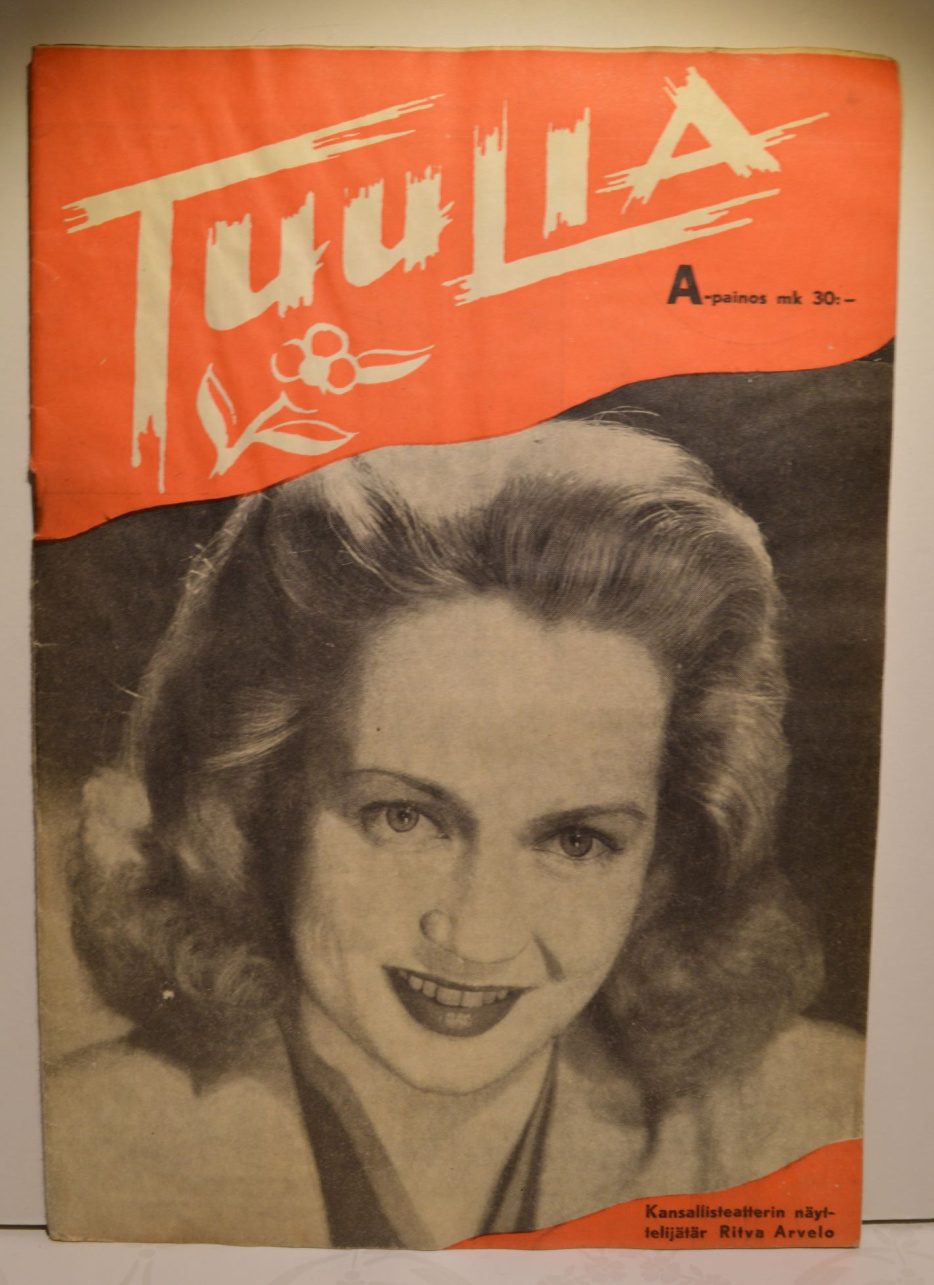 TUULIA
A-painos mk 30:-
Kansallisteatterin näyt-
telijätär Ritva Arvelo